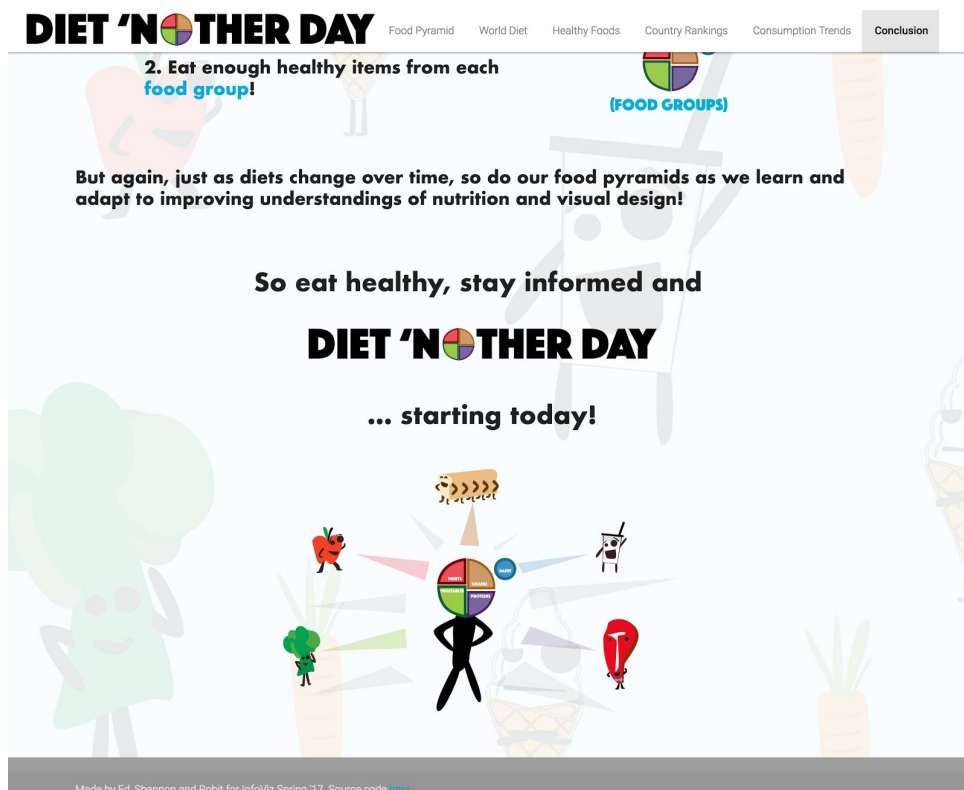 DIET 'NOTHER DAY
Food Pyramid
World Diet
Healthy Foods
Country Rankings
Consumption Trends
Conclusion
2. Eat enough healthy items from each
food group!
(FOOD GROUPS)
But again, just as diets change over time, so do our food pyramids as we learn and
adapt to improving understandings of nutrition and visual design!
So eat healthy, stay informed and
DIET 'NOTHER DAY
... starting today!
FRUITS
GRAINS
DAIRY
VEGETABLES
PROTEINS
Made by Ed, Shannon and Rohit for InfoViz Spring '17. Source code here